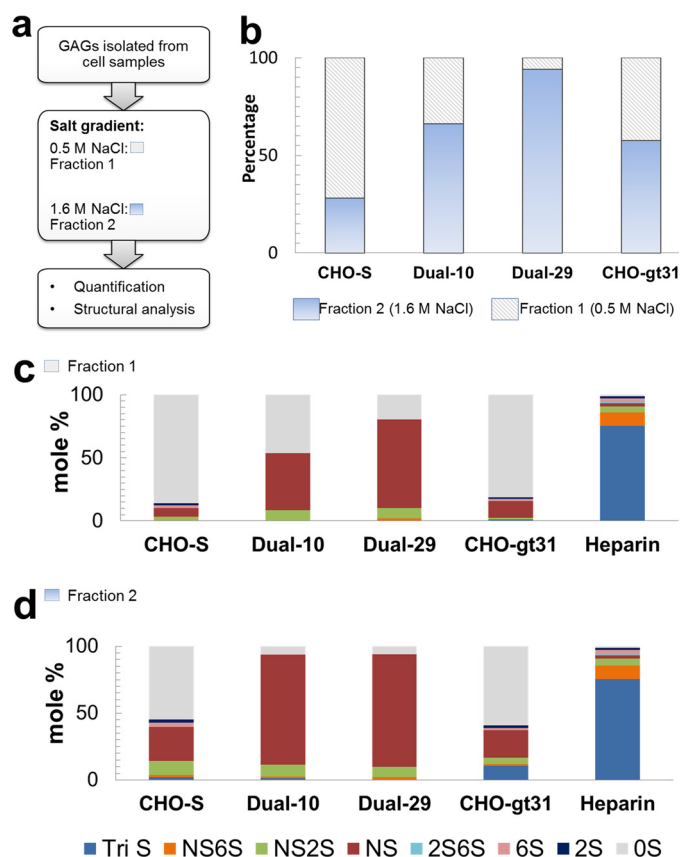 a
GAGs isolated from
cell samples
Salt gradient:
0.5 M NaCl:
Fraction 1
1.6 M NaCl:
Fraction 2
• Quantification
• Structural analysis
b
Percentage
100
50
0
CHO-S Dual-10 Dual-29 CHO-gt31
Fraction 2 (1.6 M NaCl) Fraction 1 (0.5 M NaCl)
c
Fraction 1
mole %
100
50
0
CHO-S Dual-10 Dual-29 CHO-gt31 Heparin
d
Fraction 2
mole %
100
50
0
CHO-S Dual-10 Dual-29 CHO-gt31 Heparin
Tri S NS6S NS2S NS 2S6S 6S 2S 0S